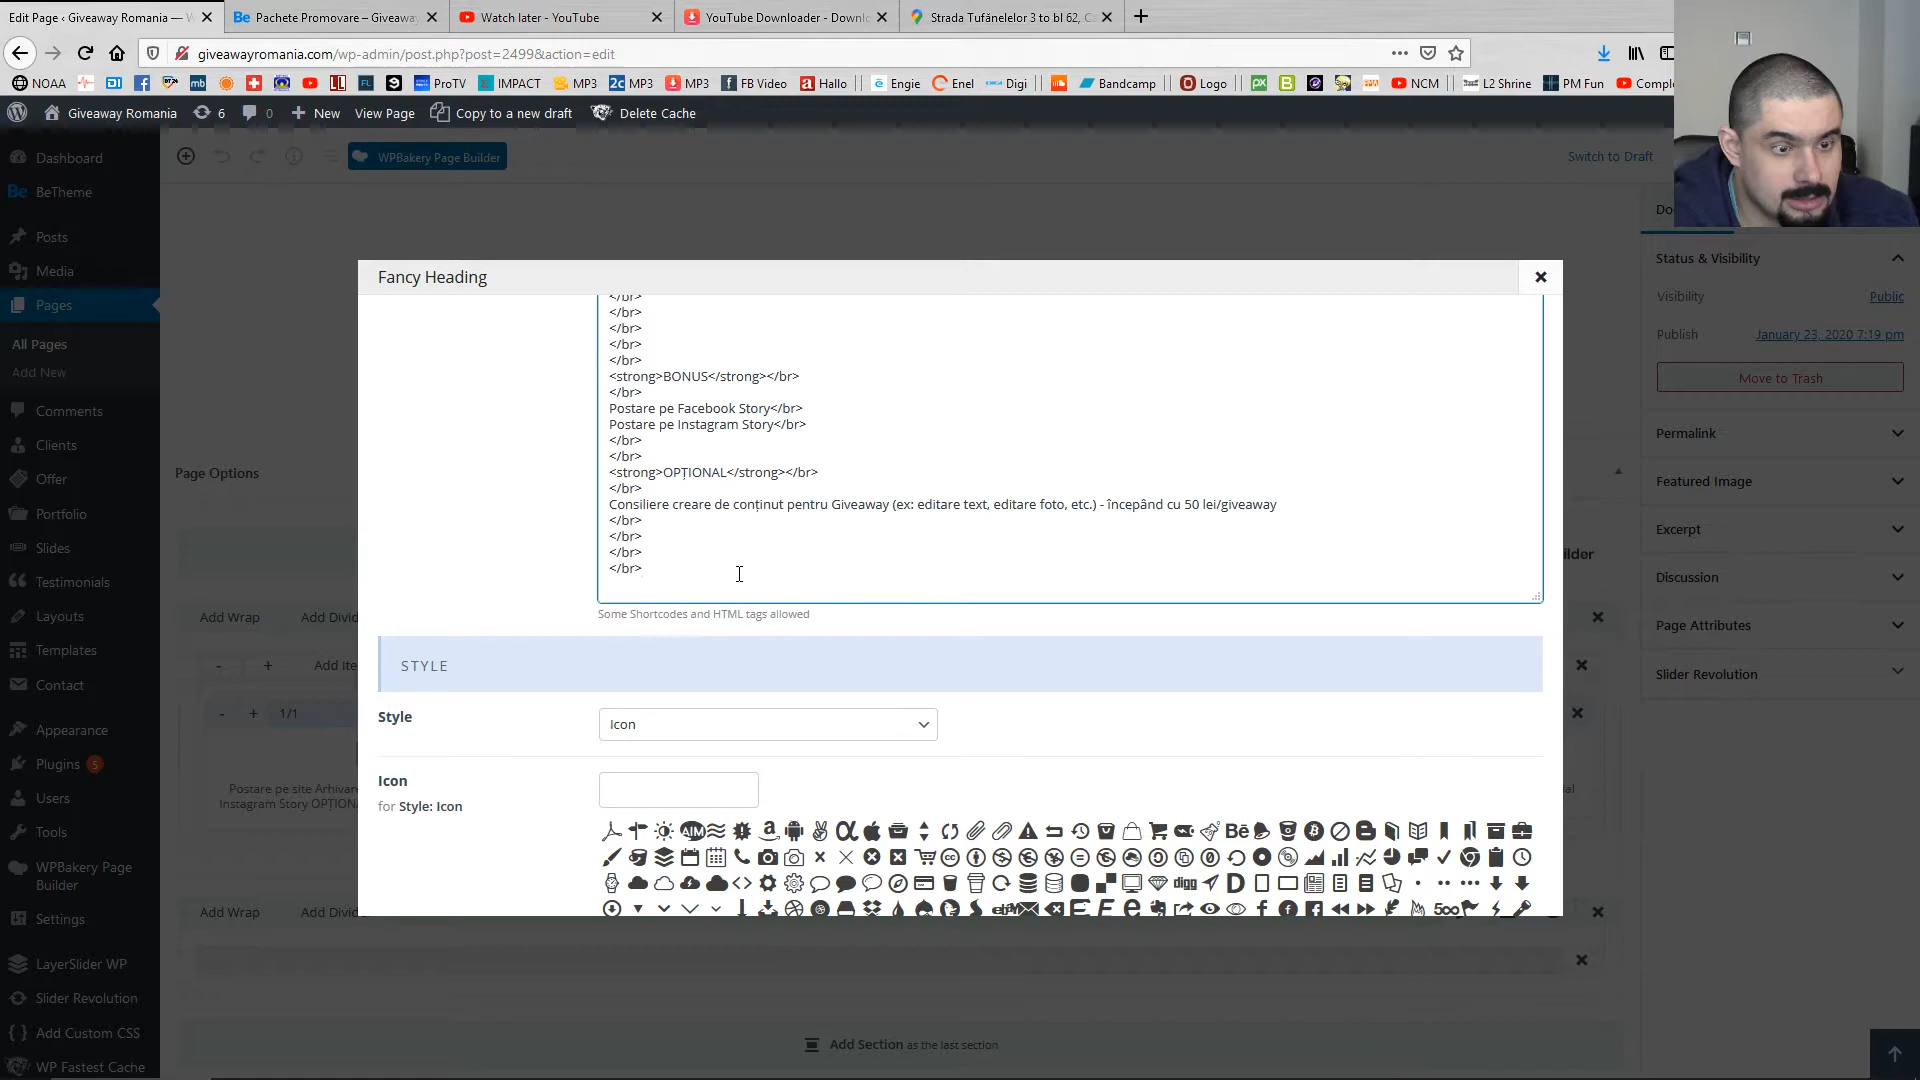 Edit Page ‹ Giveaway Romania — W
Pachete Promovare – Giveaway
Watch later - YouTube
YouTube Downloader - Downlo
Strada Tufănelelor 3 to bl 62, C
giveawayromania.com/wp-admin/post.php?post=2499&action=edit
NOAA
ProTV
IMPACT
MP3
2c MP3
MP3
FB Video
Hallo
Engie
Enel
Digi
Bandcamp
Logo
NCM
L2 Shrine
PM Fun
Comple
Giveaway Romania
6
0
New
View Page
Copy to a new draft
Delete Cache
Dashboard
BeTheme
Posts
Media
Pages
All Pages
Add New
Comments
Clients
Offer
Portfolio
Slides
Testimonials
Layouts
Templates
Contact
Appearance
Plugins 5
Users
Tools
WPBakery Page
Builder
Settings
LayerSlider WP
Slider Revolution
Add Custom CSS
WP Fastest Cache
WPBakery Page Builder
Switch to Draft
Page Options
Add Wrap
Add Divid
- + Add Ite
- + 1/1
Postare pe site Arhivare
Instagram Story OPȚIONA
Add Wrap
Add Divid
Add Section as the last section
Fancy Heading
</br>
</br>
</br>
</br>
</br>
<strong>BONUS</strong></br>
</br>
Postare pe Facebook Story</br>
Postare pe Instagram Story</br>
</br>
</br>
<strong>OPȚIONAL</strong></br>
</br>
Consiliere creare de conținut pentru Giveaway (ex: editare text, editare foto, etc.) - începând cu 50 lei/giveaway
</br>
</br>
</br>
</br>
Some Shortcodes and HTML tags allowed
STYLE
Style
Icon
Icon
for Style: Icon
Do
Status & Visibility
Visibility
Public
Publish
January 23, 2020 7:19 pm
Move to Trash
Permalink
Featured Image
Excerpt
Discussion
Page Attributes
Slider Revolution